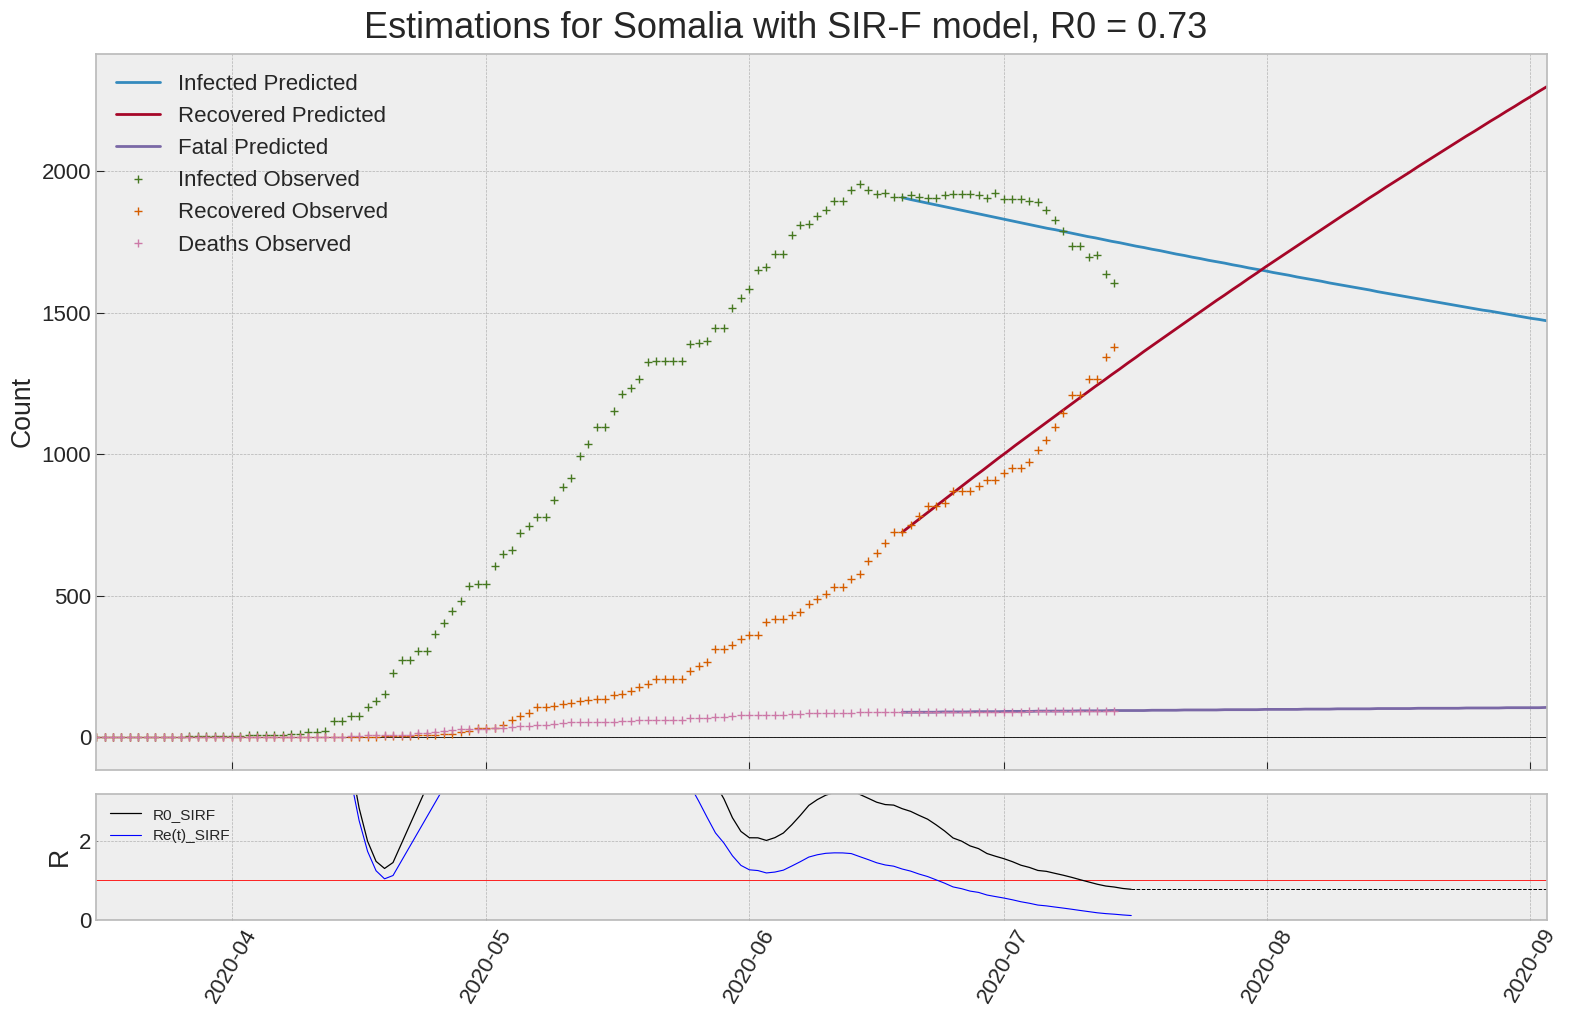 Estimations for Somalia with SIR-F model, R0 = 0.73
Infected Predicted
Recovered Predicted
Fatal Predicted
Infected Observed
Recovered Observed
Deaths Observed
Count
2000
1500
1000
500
0
R0_SIRF
Re(t)_SIRF
R
2
0
2020-04
2020-05
2020-06
2020-07
2020-08
2020-09